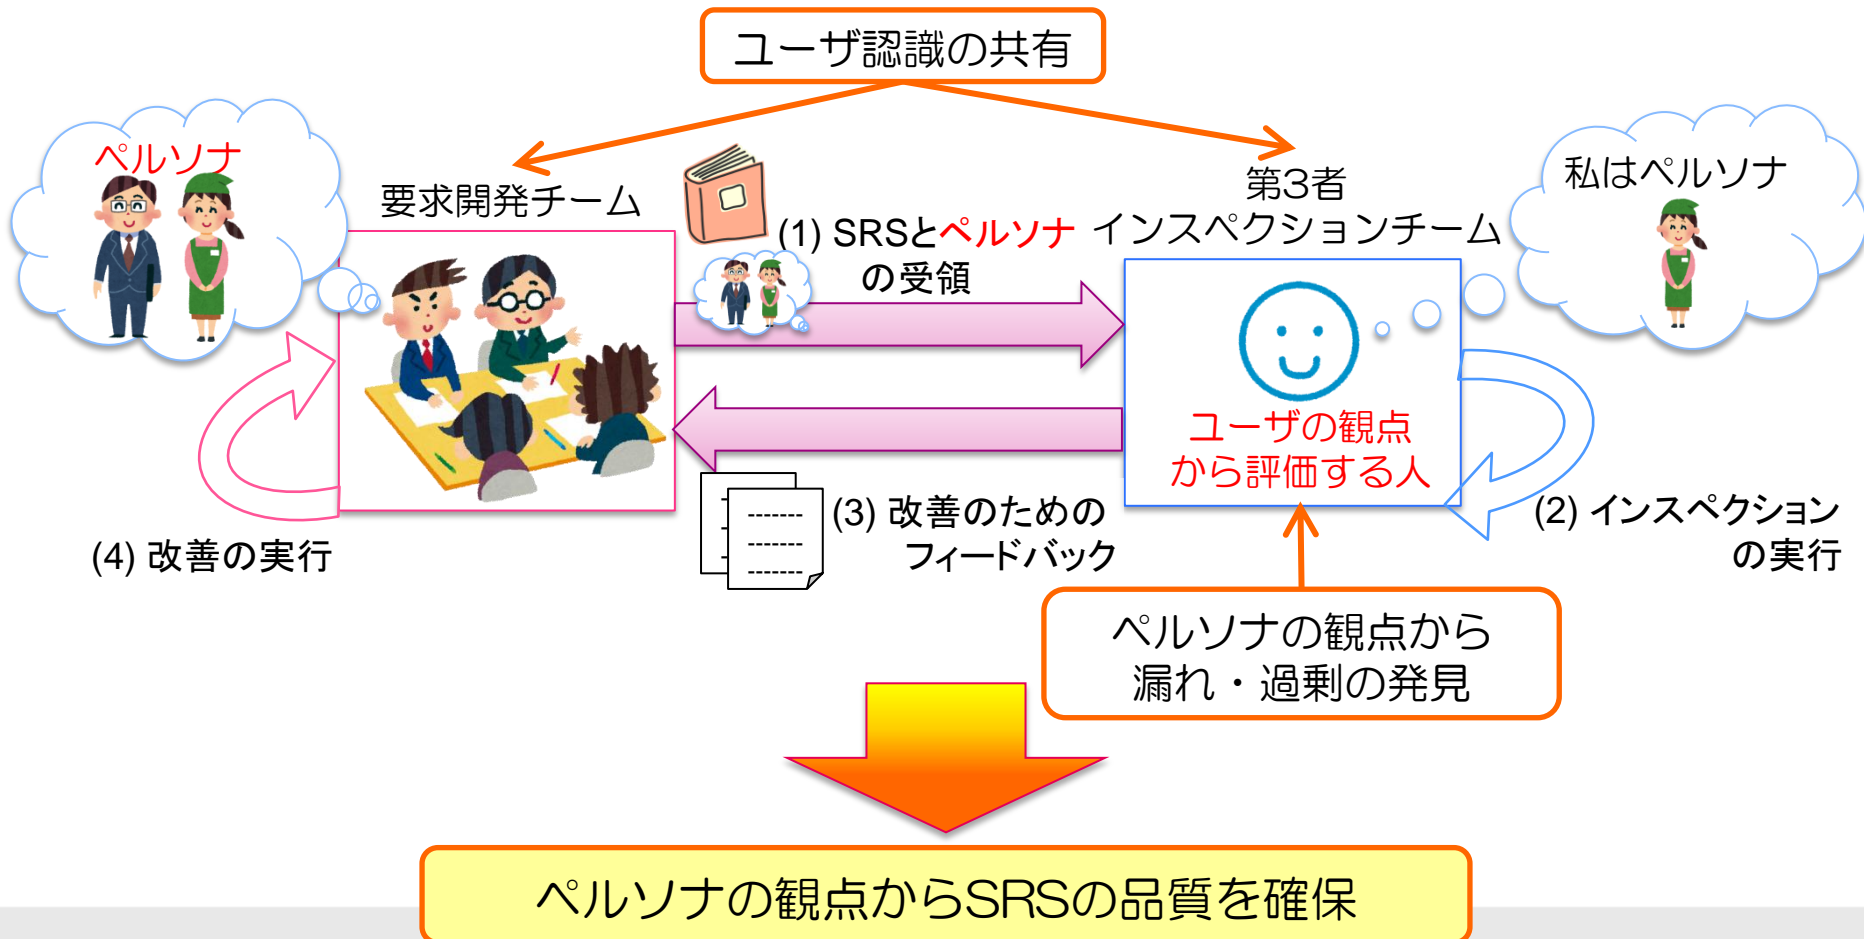 ユーザ認識の共有
ペルソナ
要求開発チーム
(1) SRSとペルソナ
の受領
第3者
インスペクションチーム
私はペルソナ
ユーザの観点
から評価する人
(2) インスペクション
の実行
(3) 改善のための
フィードバック
(4) 改善の実行
ペルソナの観点から
漏れ・過剰の発見
ペルソナの観点からSRSの品質を確保